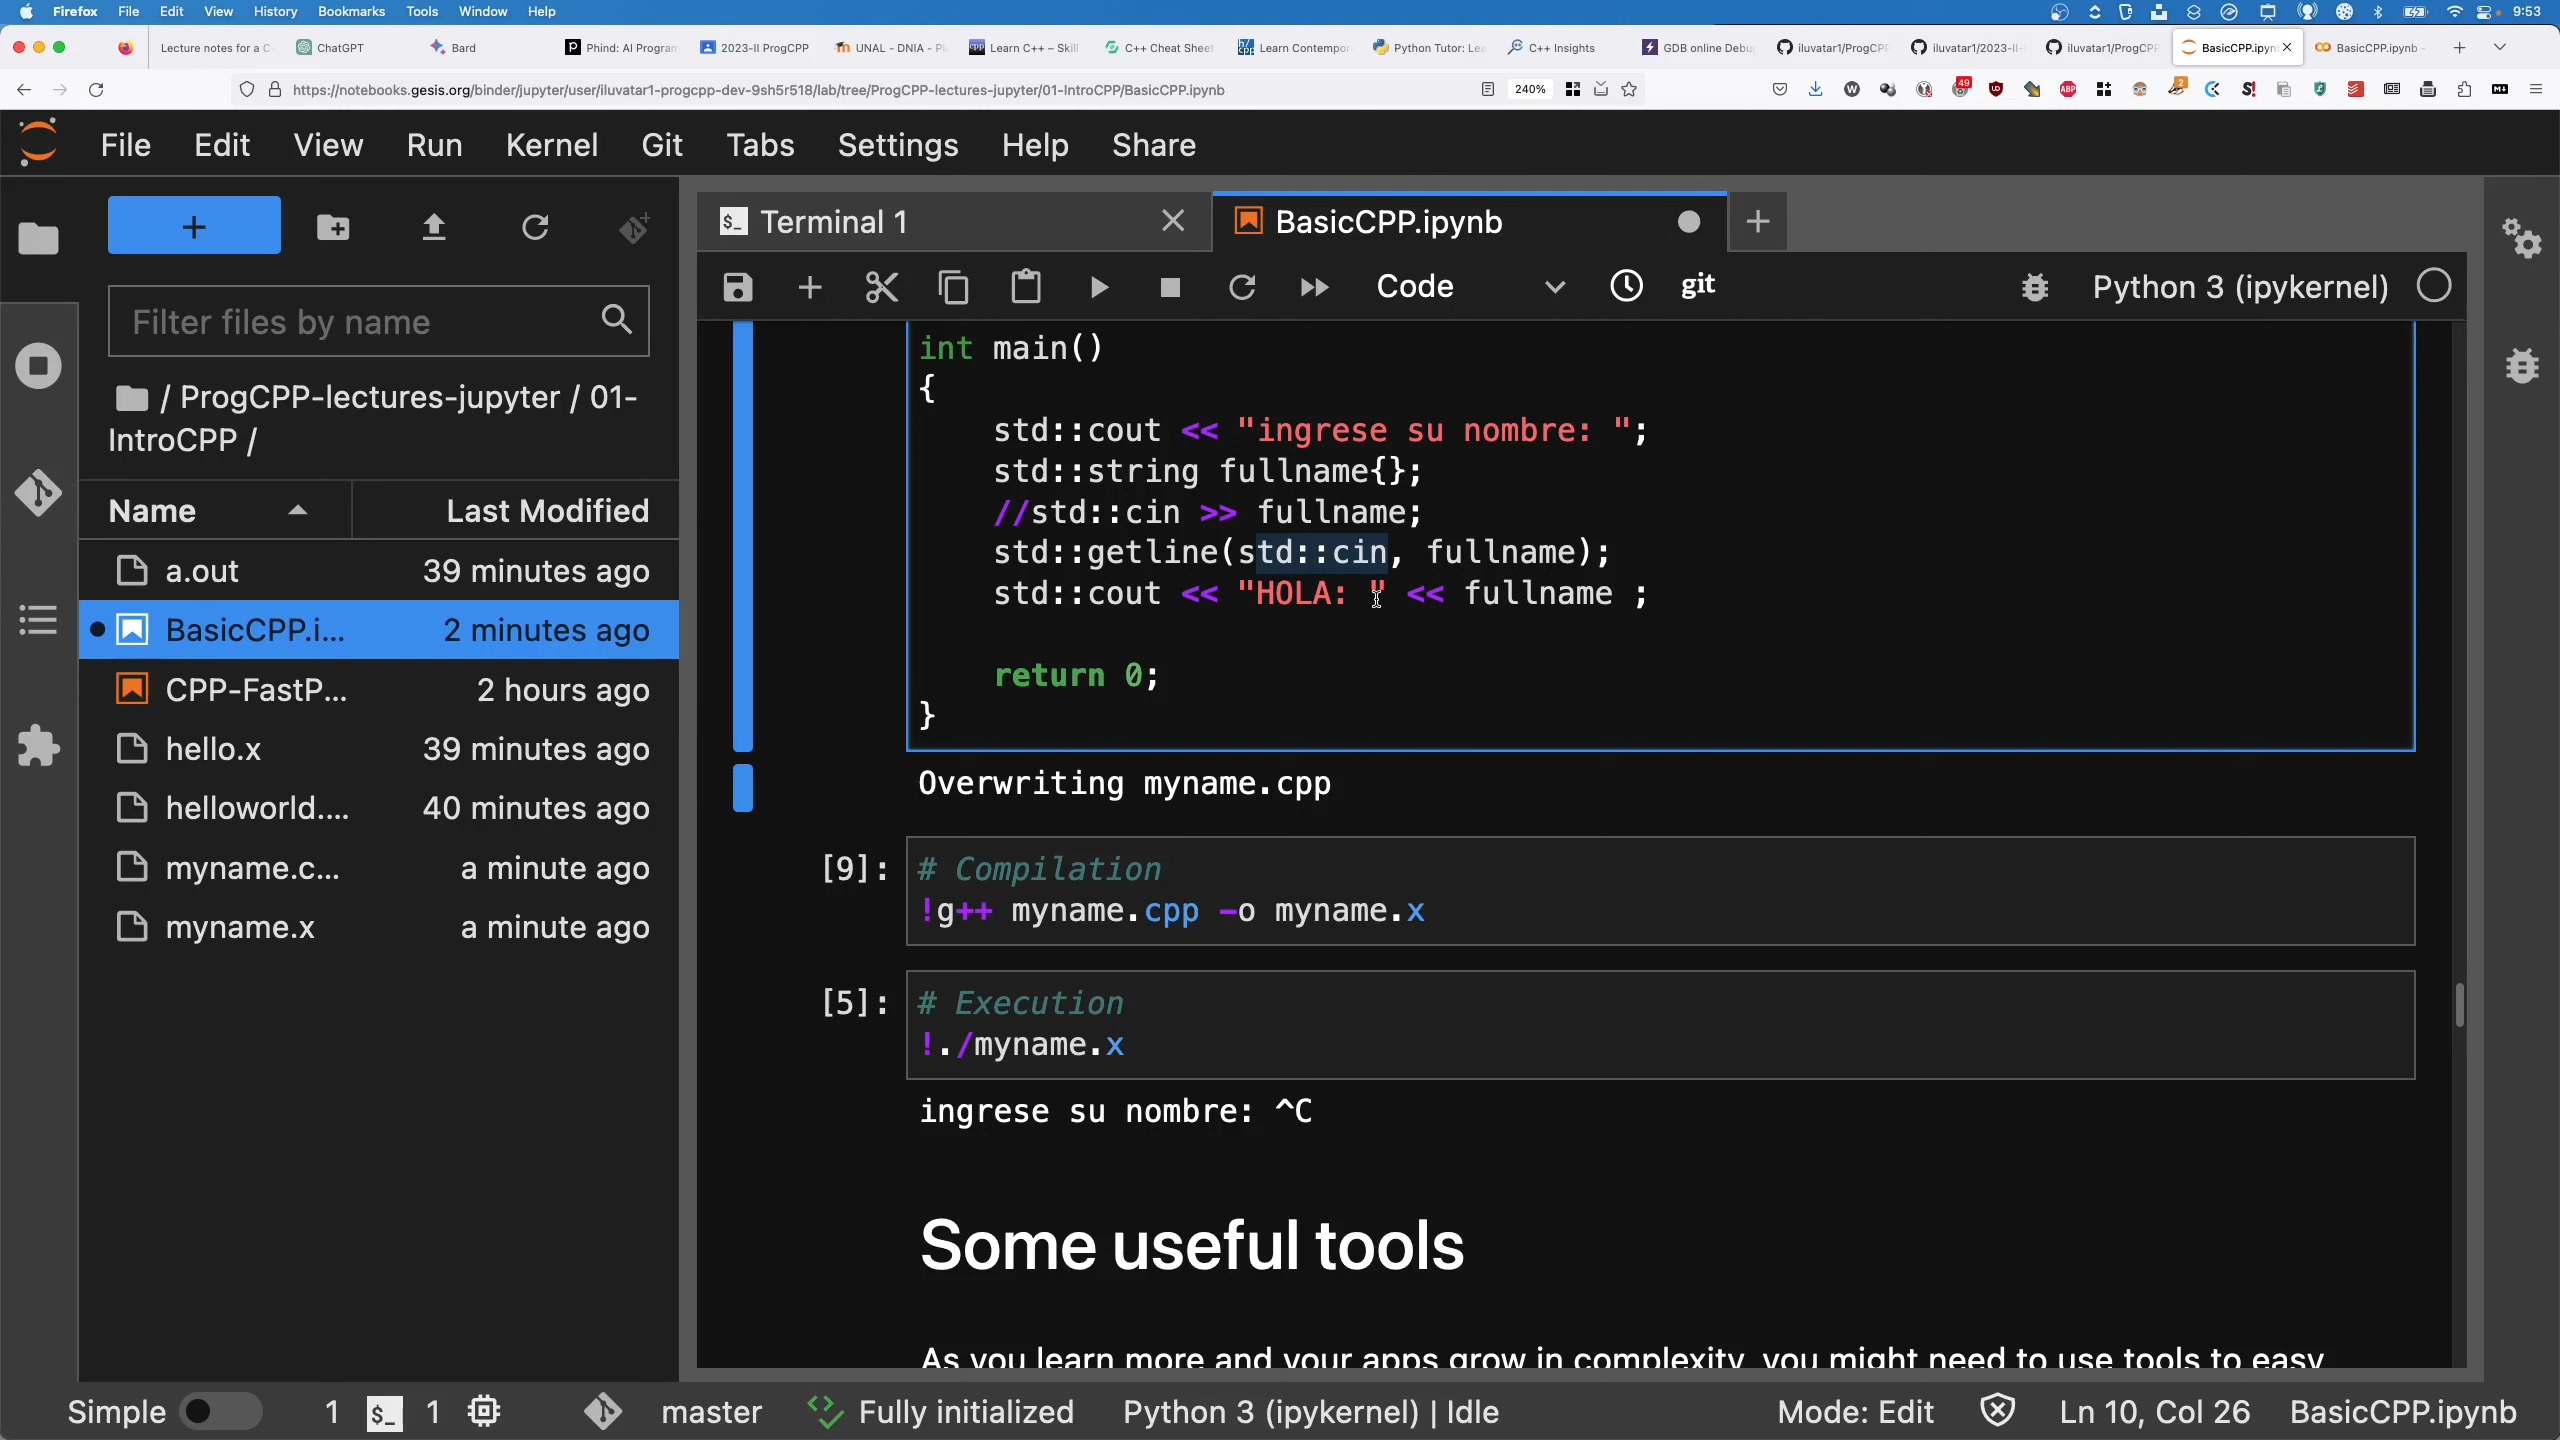 Firefox File Edit View History Bookmarks Tools Window Help 9:53
Lecture notes for a C ChatGPT Bard Phind: AI Program 2023-II ProgCPP UNAL - DNIA - Pl Learn C++ – Skill C++ Cheat Sheet Learn Contempor Python Tutor: Lea C++ Insights GDB online Debu iluvatar1/ProgCPP iluvatar1/2023-II- iluvatar1/ProgCPP BasicCPP.ipyn BasicCPP.ipynb -
https://notebooks.gesis.org/binder/jupyter/user/iluvatar1-progcpp-dev-9sh5r518/lab/tree/ProgCPP-lectures-jupyter/01-IntroCPP/BasicCPP.ipynb 240% 49 2
File Edit View Run Kernel Git Tabs Settings Help Share
Terminal 1 BasicCPP.ipynb
Code git Python 3 (ipykernel)
Filter files by name
/ ProgCPP-lectures-jupyter / 01-
IntroCPP /
Name Last Modified
a.out 39 minutes ago
BasicCPP.i... 2 minutes ago
CPP-FastP... 2 hours ago
hello.x 39 minutes ago
helloworld.... 40 minutes ago
myname.c... a minute ago
myname.x a minute ago
int main()
{
std::cout << "ingrese su nombre: ";
std::string fullname{};
//std::cin >> fullname;
std::getline(std::cin, fullname);
std::cout << "HOLA: " << fullname ;
return 0;
}
Overwriting myname.cpp
[9]: # Compilation
!g++ myname.cpp -o myname.x
[5]: # Execution
!./myname.x
ingrese su nombre: ^C
Some useful tools
As you learn more and your apps grow in complexity, you might need to use tools to easy
Simple 1 $_ 1 master Fully initialized Python 3 (ipykernel) | Idle Mode: Edit Ln 10, Col 26 BasicCPP.ipynb